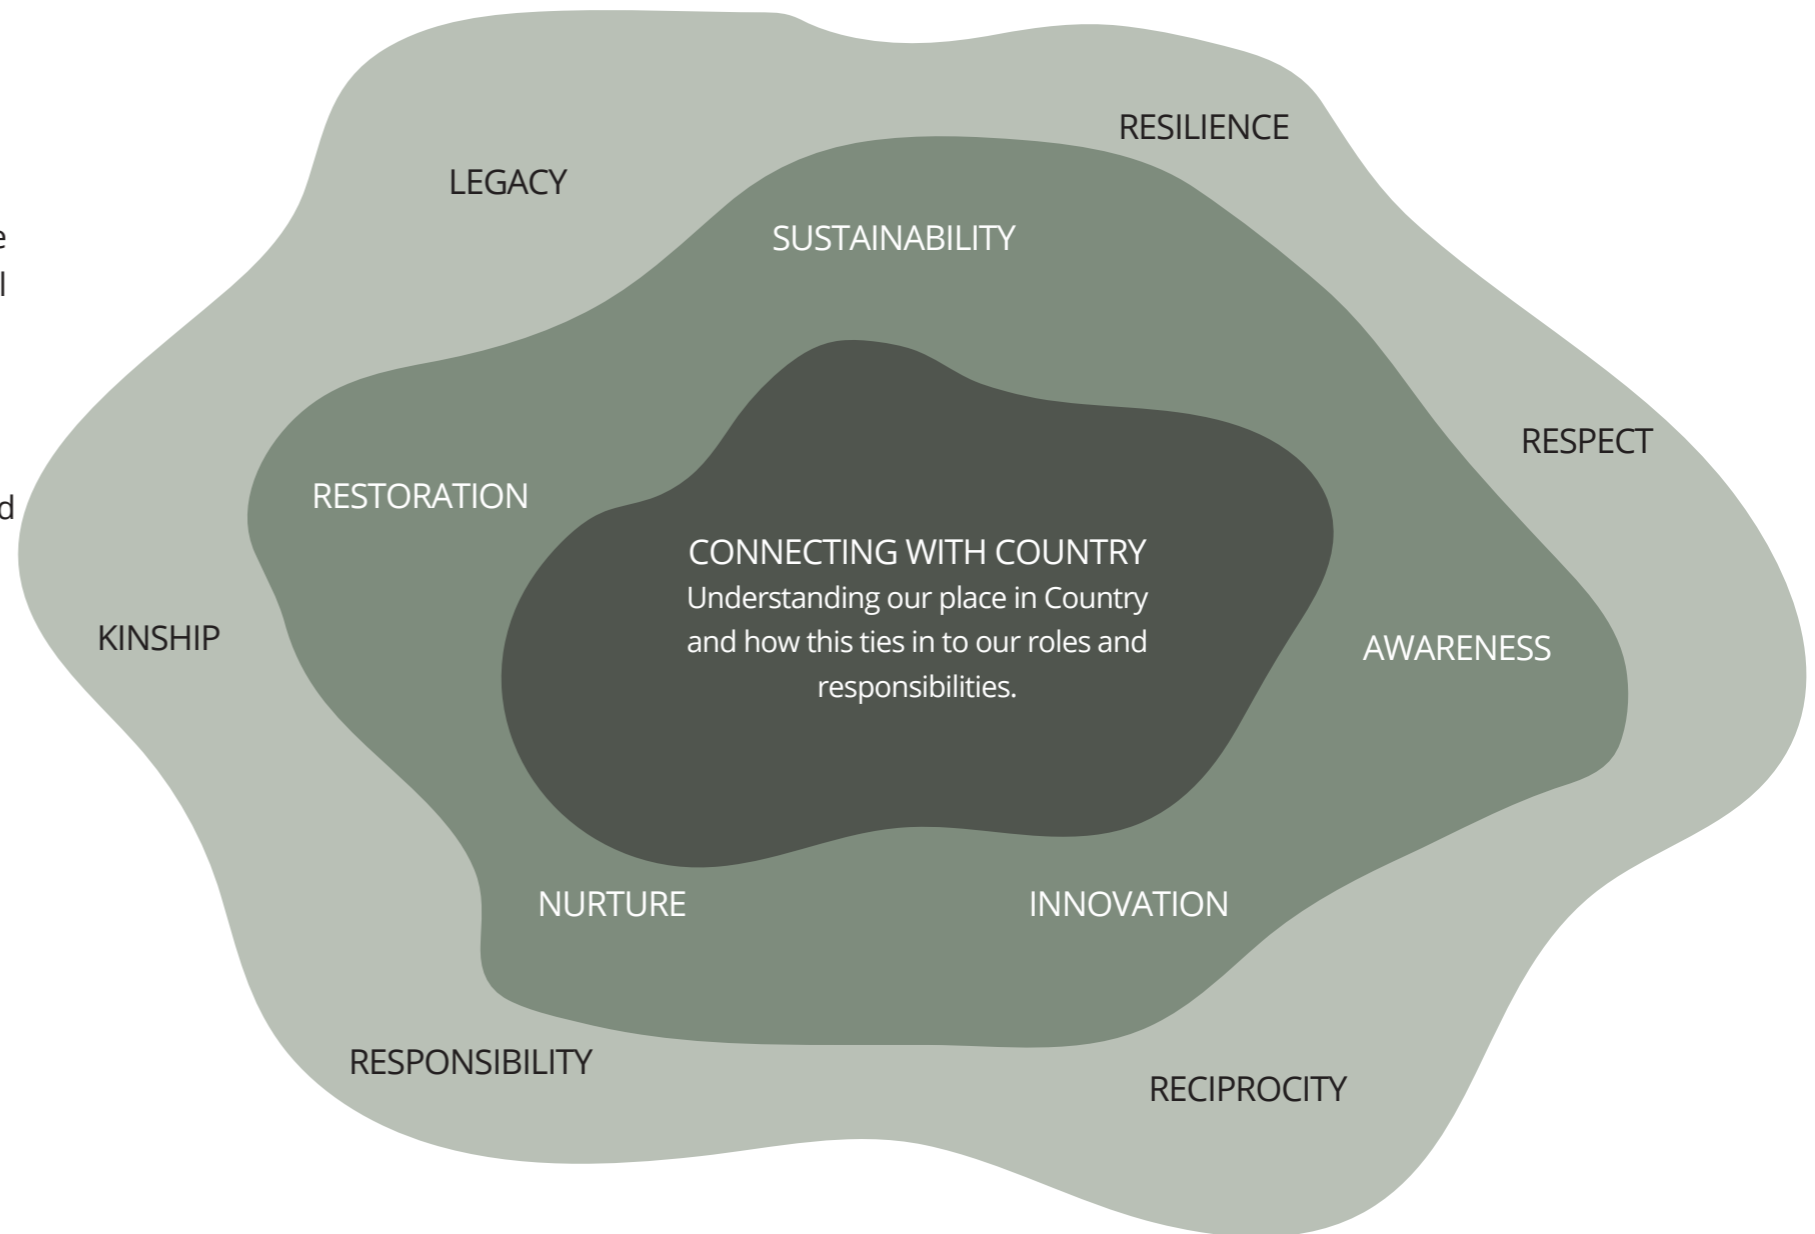 RESILIENCE
LEGACY
SUSTAINABILITY
RESPECT
RESTORATION
CONNECTING WITH COUNTRY
Understanding our place in Country
and how this ties in to our roles and
responsibilities.
KINSHIP
AWARENESS
NURTURE
INNOVATION
RESPONSIBILITY
RECIPROCITY